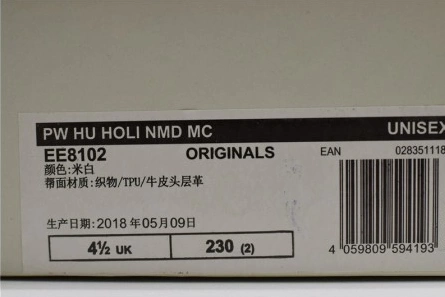 PW HU HOLI NMD MC UNISEX
EE8102 ORIGINALS EAN 028351118
颜色:米白
帮面材质:织物/TPU/牛皮头层革
生产日期:2018 年05月09日
4½ UK 230 (2)
4 059809 594193